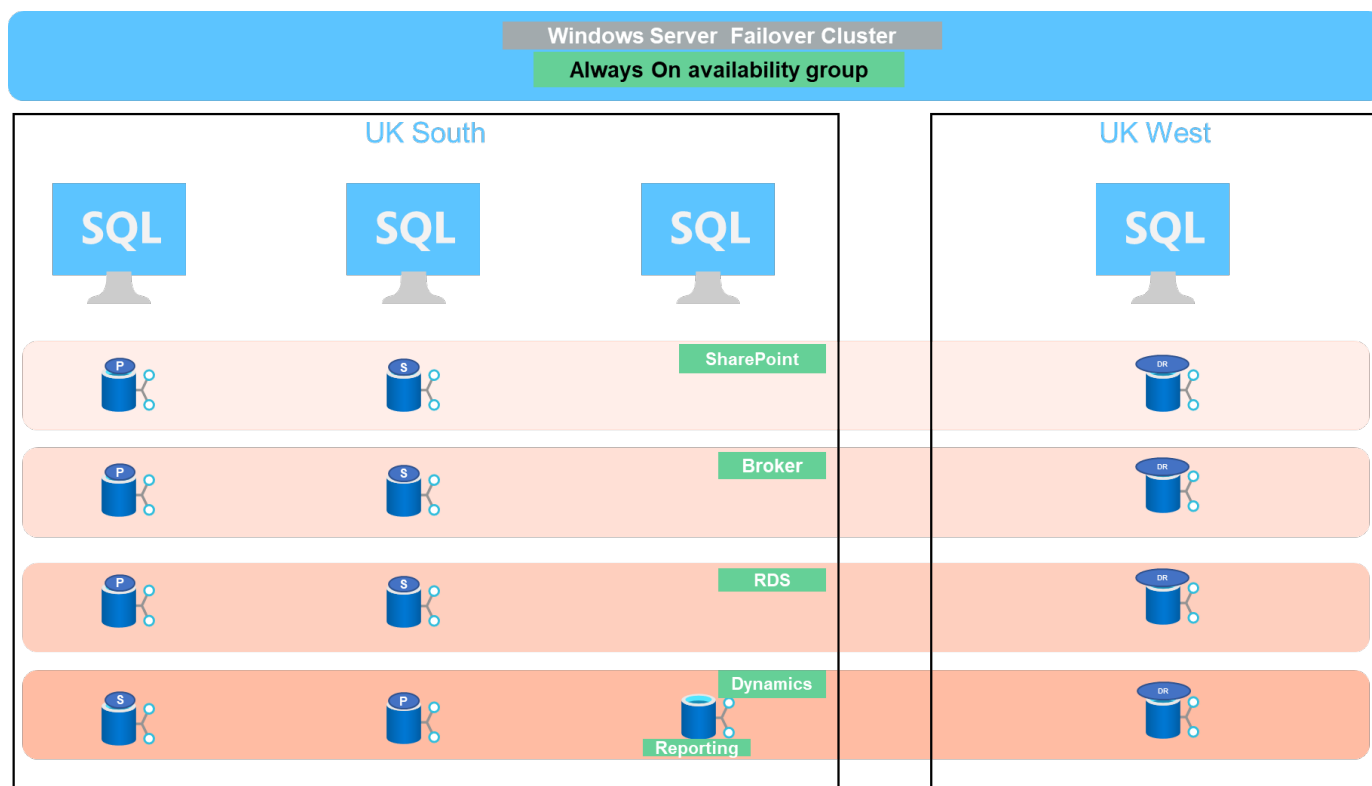 Windows Server Failover Cluster
Always On availability group
UK South
UK West
SQL
SQL
SQL
SQL
SharePoint
P
S
DR
Broker
P
S
DR
RDS
P
S
DR
Dynamics
S
P
DR
Reporting